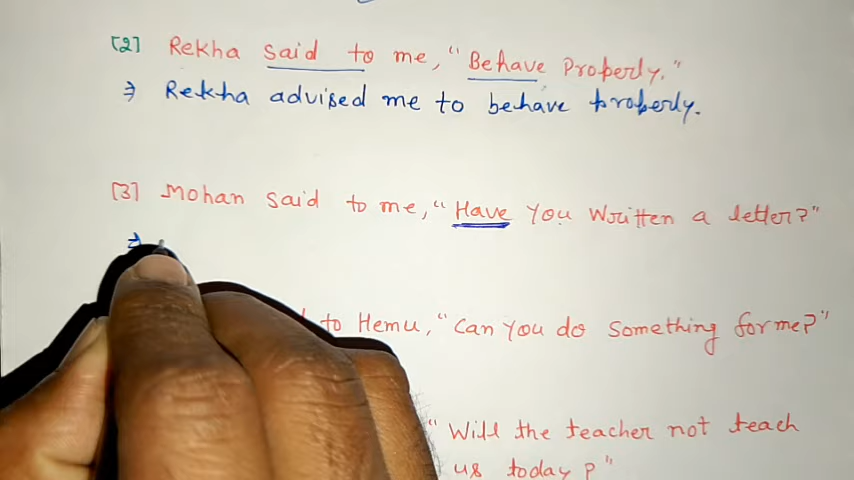 [2] Rekha said to me, "Behave Properly."
⇒ Rekha advised me to behave properly.
[3] Mohan said to me, "Have you written a letter?"
⇒
to Hemu, "Can you do something for me?"
"Will the teacher not teach
us today?"